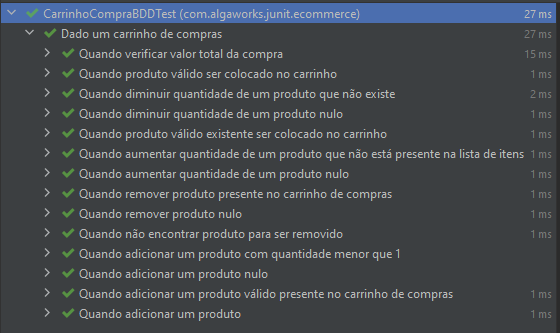 CarrinhoCompraBDDTest (com.algaworks.junit.ecommerce) 27 ms
Dado um carrinho de compras 27 ms
Quando verificar valor total da compra 15 ms
Quando produto válido ser colocado no carrinho 1 ms
Quando diminuir quantidade de um produto que não existe 2 ms
Quando diminuir quantidade de um produto nulo 1 ms
Quando produto válido existente ser colocado no carrinho 1 ms
Quando aumentar quantidade de um produto que não está presente na lista de itens 1 ms
Quando aumentar quantidade de um produto nulo 1 ms
Quando remover produto presente no carrinho de compras 1 ms
Quando remover produto nulo 1 ms
Quando não encontrar produto para ser removido 1 ms
Quando adicionar um produto com quantidade menor que 1
Quando adicionar um produto nulo
Quando adicionar um produto válido presente no carrinho de compras 1 ms
Quando adicionar um produto 1 ms